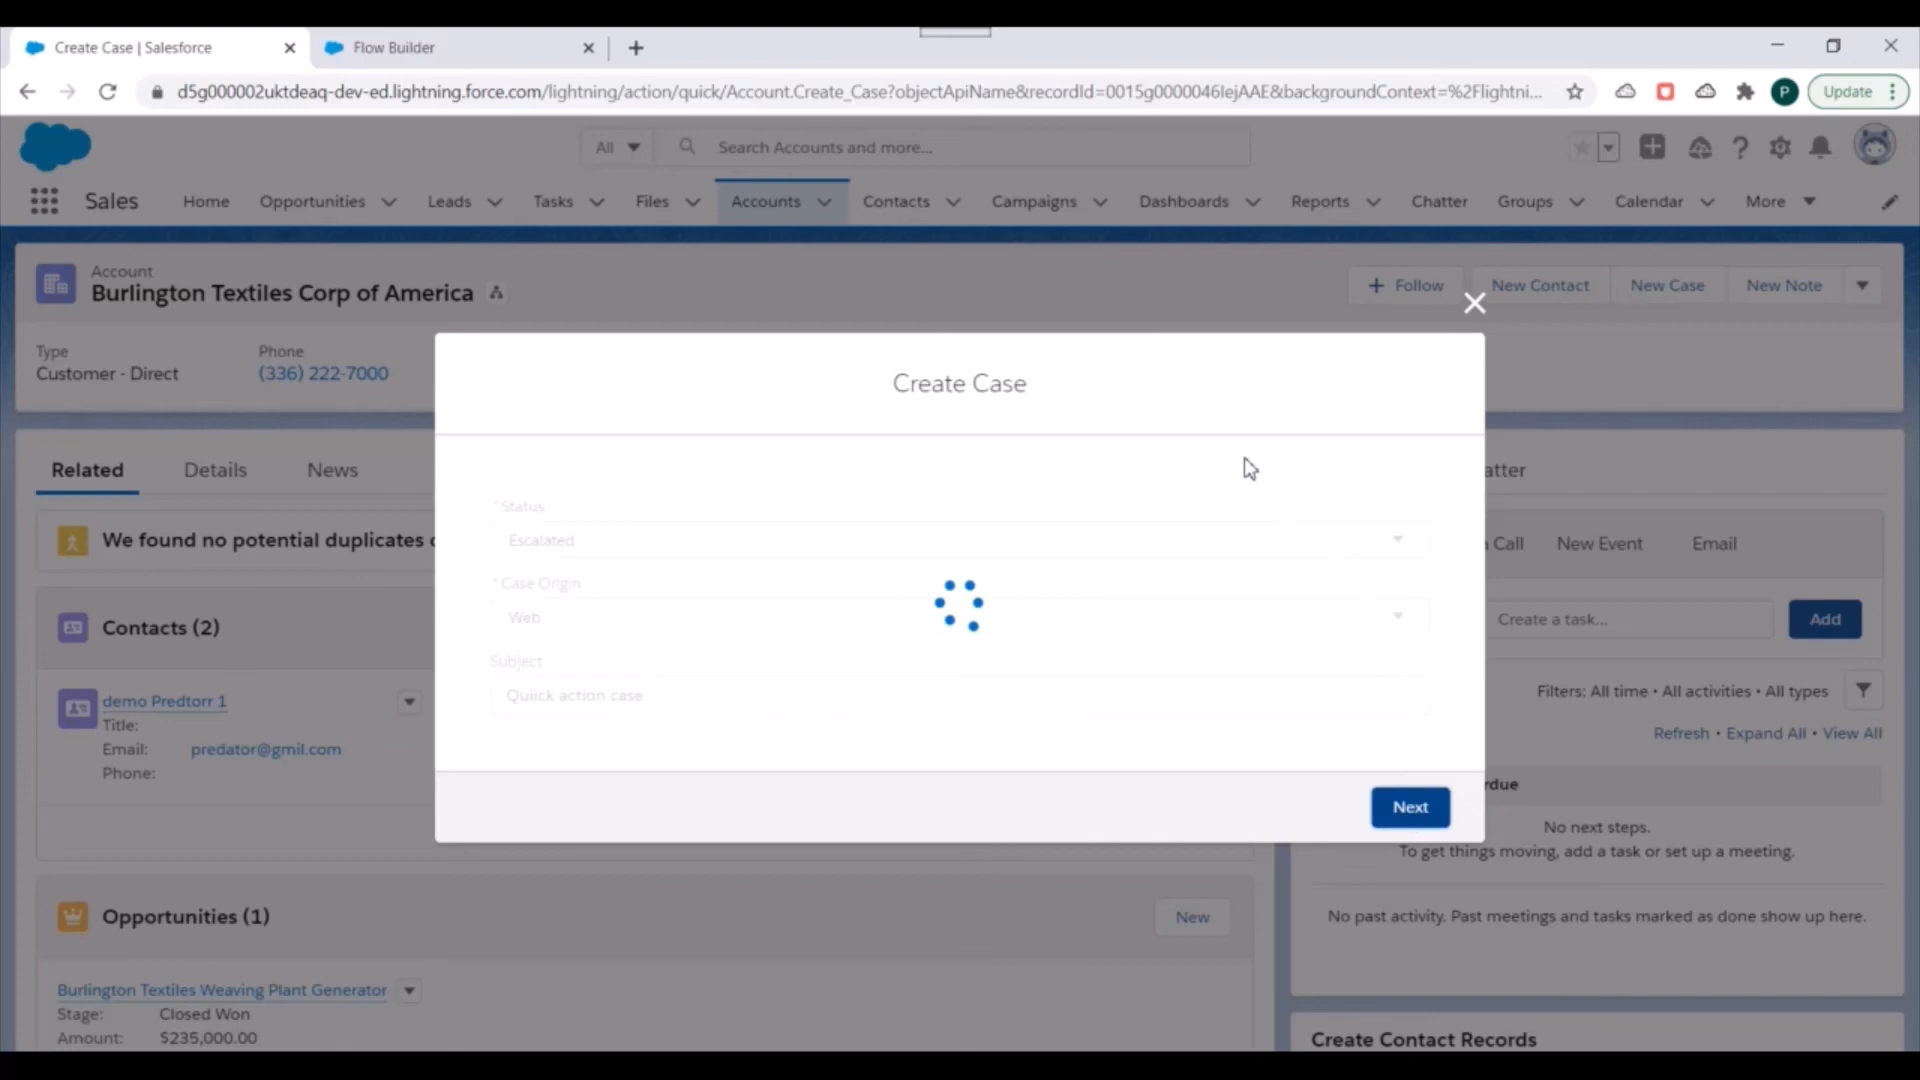 Create Case | Salesforce
Flow Builder
d5g000002uktdeaq-dev-ed.lightning.force.com/lightning/action/quick/Account.Create_Case?objectApiName&recordId=0015g0000046IejAAE&backgroundContext=%2Flightni...
P
Update
All
Search Accounts and more...
Sales
Home
Opportunities
Leads
Tasks
Files
Accounts
Contacts
Campaigns
Dashboards
Reports
Chatter
Groups
Calendar
More
Account
Burlington Textiles Corp of America
+ Follow
New Contact
New Case
New Note
Type
Customer - Direct
Phone
(336) 222-7000
Create Case
* Status
Escalated
* Case Origin
Web
Subject
Quiick action case
Next
Related
Details
News
We found no potential duplicates
Contacts (2)
demo Predtorr 1
Title:
Email: predator@gmil.com
Phone:
Opportunities (1)
New
Burlington Textiles Weaving Plant Generator
Stage: Closed Won
Amount: $235,000.00
atter
Call
New Event
Email
Create a task...
Add
Filters: All time • All activities • All types
Refresh • Expand All • View All
rdue
No next steps.
To get things moving, add a task or set up a meeting.
No past activity. Past meetings and tasks marked as done show up here.
Create Contact Records